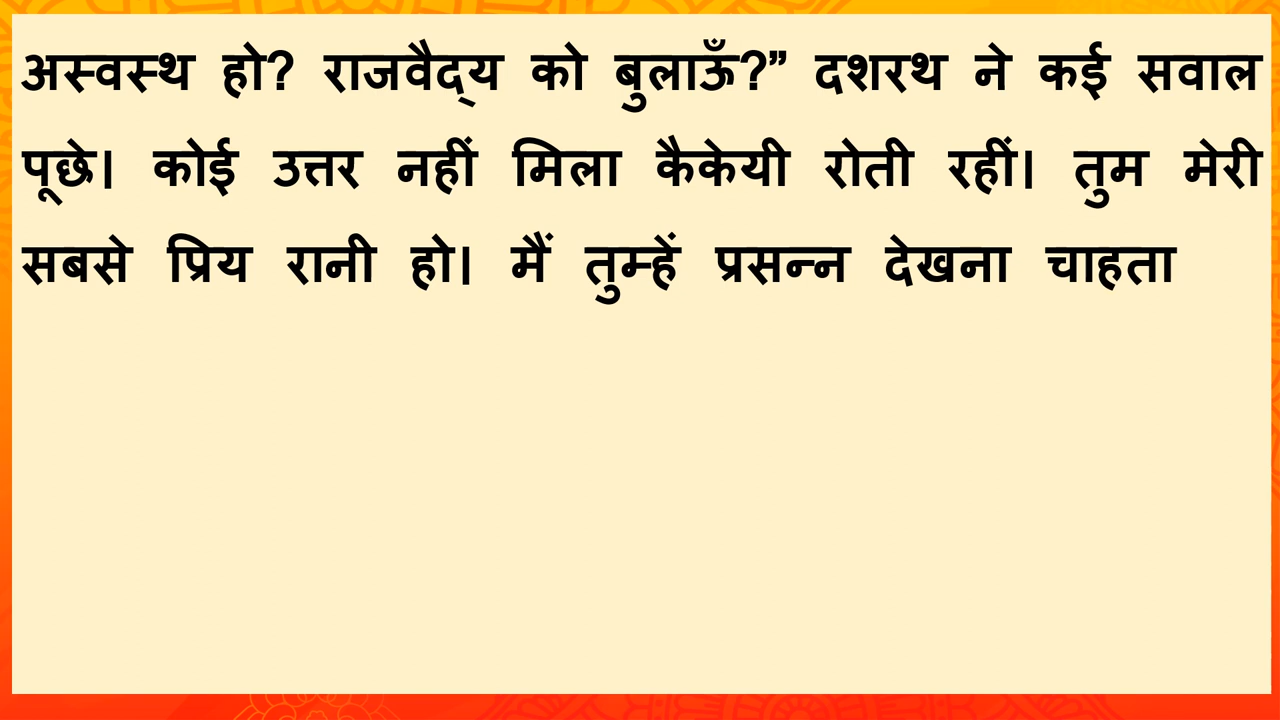 अस्वस्थ हो? राजवैद्‌य को बुलाऊँ?” दशरथ ने कई सवाल
पूछे। कोई उत्तर नहीं मिला कैकेयी रोती रहीं। तुम मेरी
सबसे प्रिय रानी हो। मैं तुम्हें प्रसन्न देखना चाहता